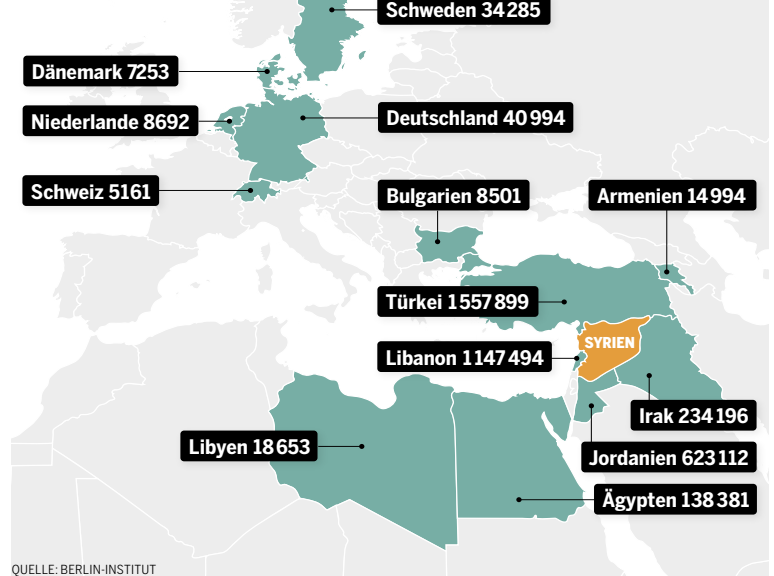 Schweden 34 285
Dänemark 7253
Niederlande 8692
Deutschland 40 994
Schweiz 5161
Bulgarien 8501
Armenien 14 994
Türkei 1 557 899
SYRIEN
Libanon 1 147 494
Irak 234 196
Libyen 18 653
Jordanien 623 112
Ägypten 138 381
QUELLE: BERLIN-INSTITUT